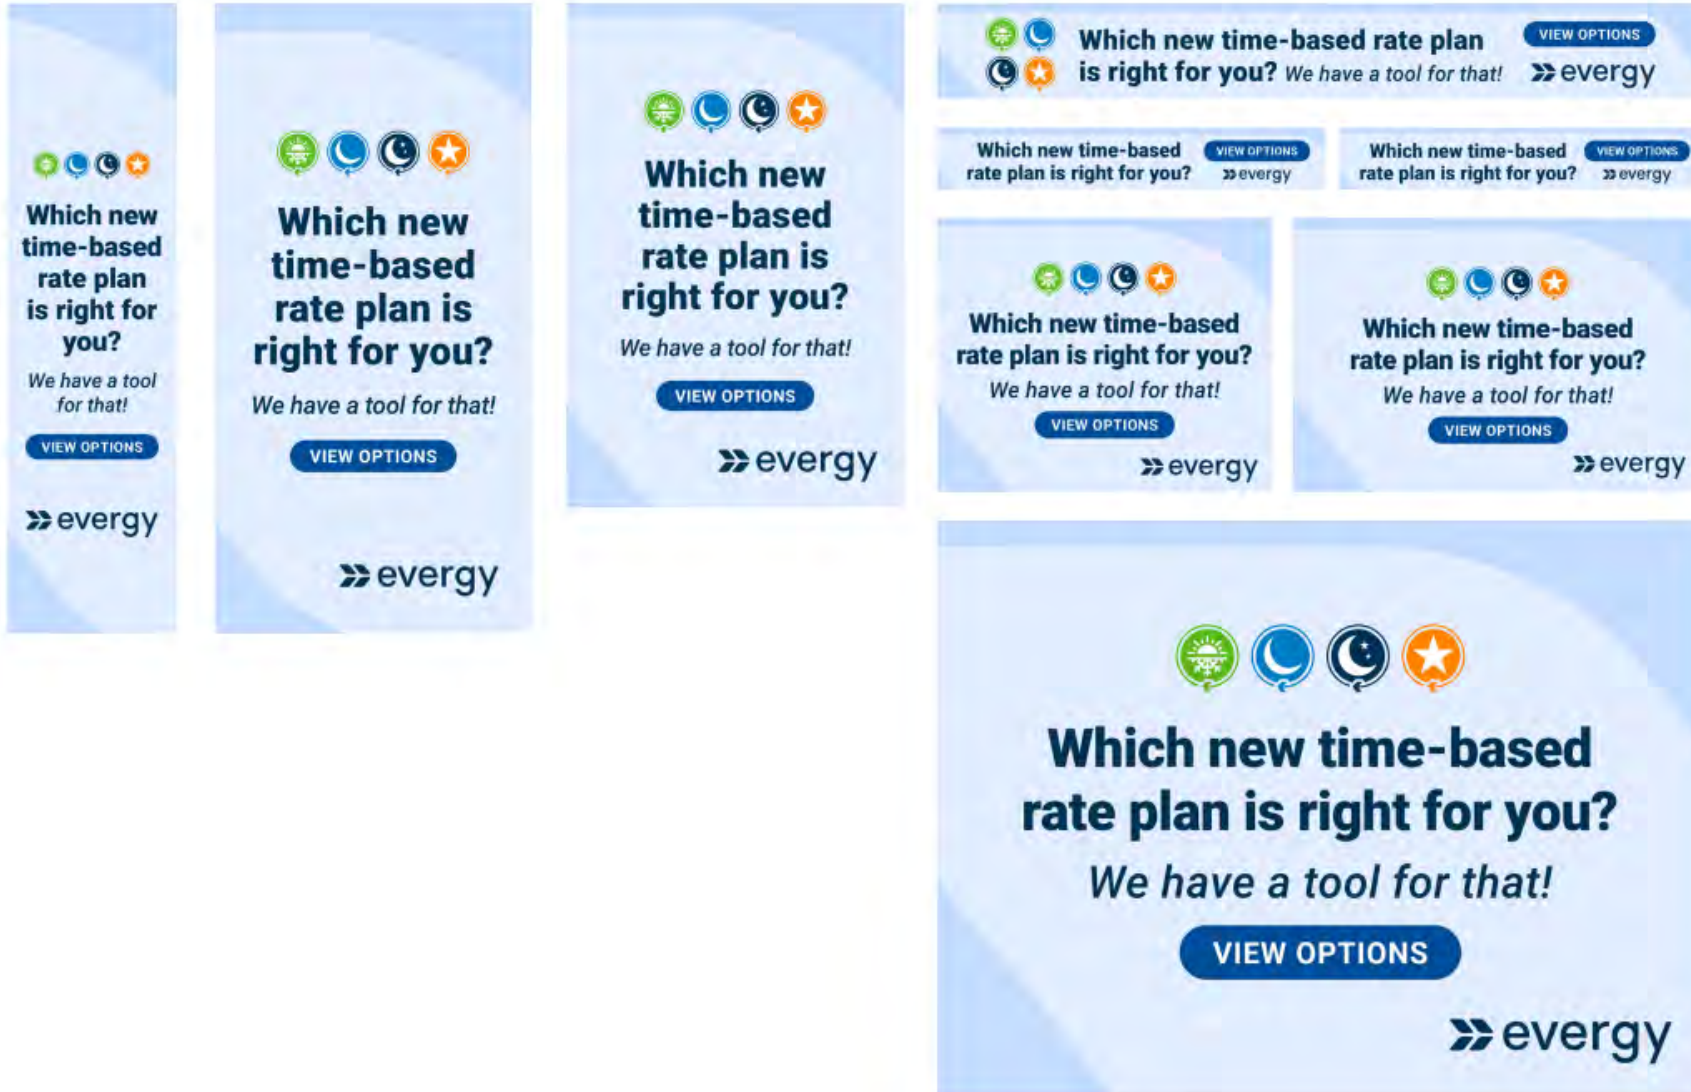 Which new
time-based
rate plan
is right for
you?
We have a tool
for that!
VIEW OPTIONS
evergy
Which new
time-based
rate plan is
right for you?
We have a tool for that!
VIEW OPTIONS
evergy
Which new
time-based
rate plan is
right for you?
We have a tool for that!
VIEW OPTIONS
evergy
Which new time-based rate plan
is right for you? We have a tool for that!
VIEW OPTIONS
evergy
Which new time-based
rate plan is right for you?
VIEW OPTIONS
evergy
Which new time-based
rate plan is right for you?
VIEW OPTIONS
evergy
Which new time-based
rate plan is right for you?
We have a tool for that!
VIEW OPTIONS
evergy
Which new time-based
rate plan is right for you?
We have a tool for that!
VIEW OPTIONS
evergy
Which new time-based
rate plan is right for you?
We have a tool for that!
VIEW OPTIONS
evergy